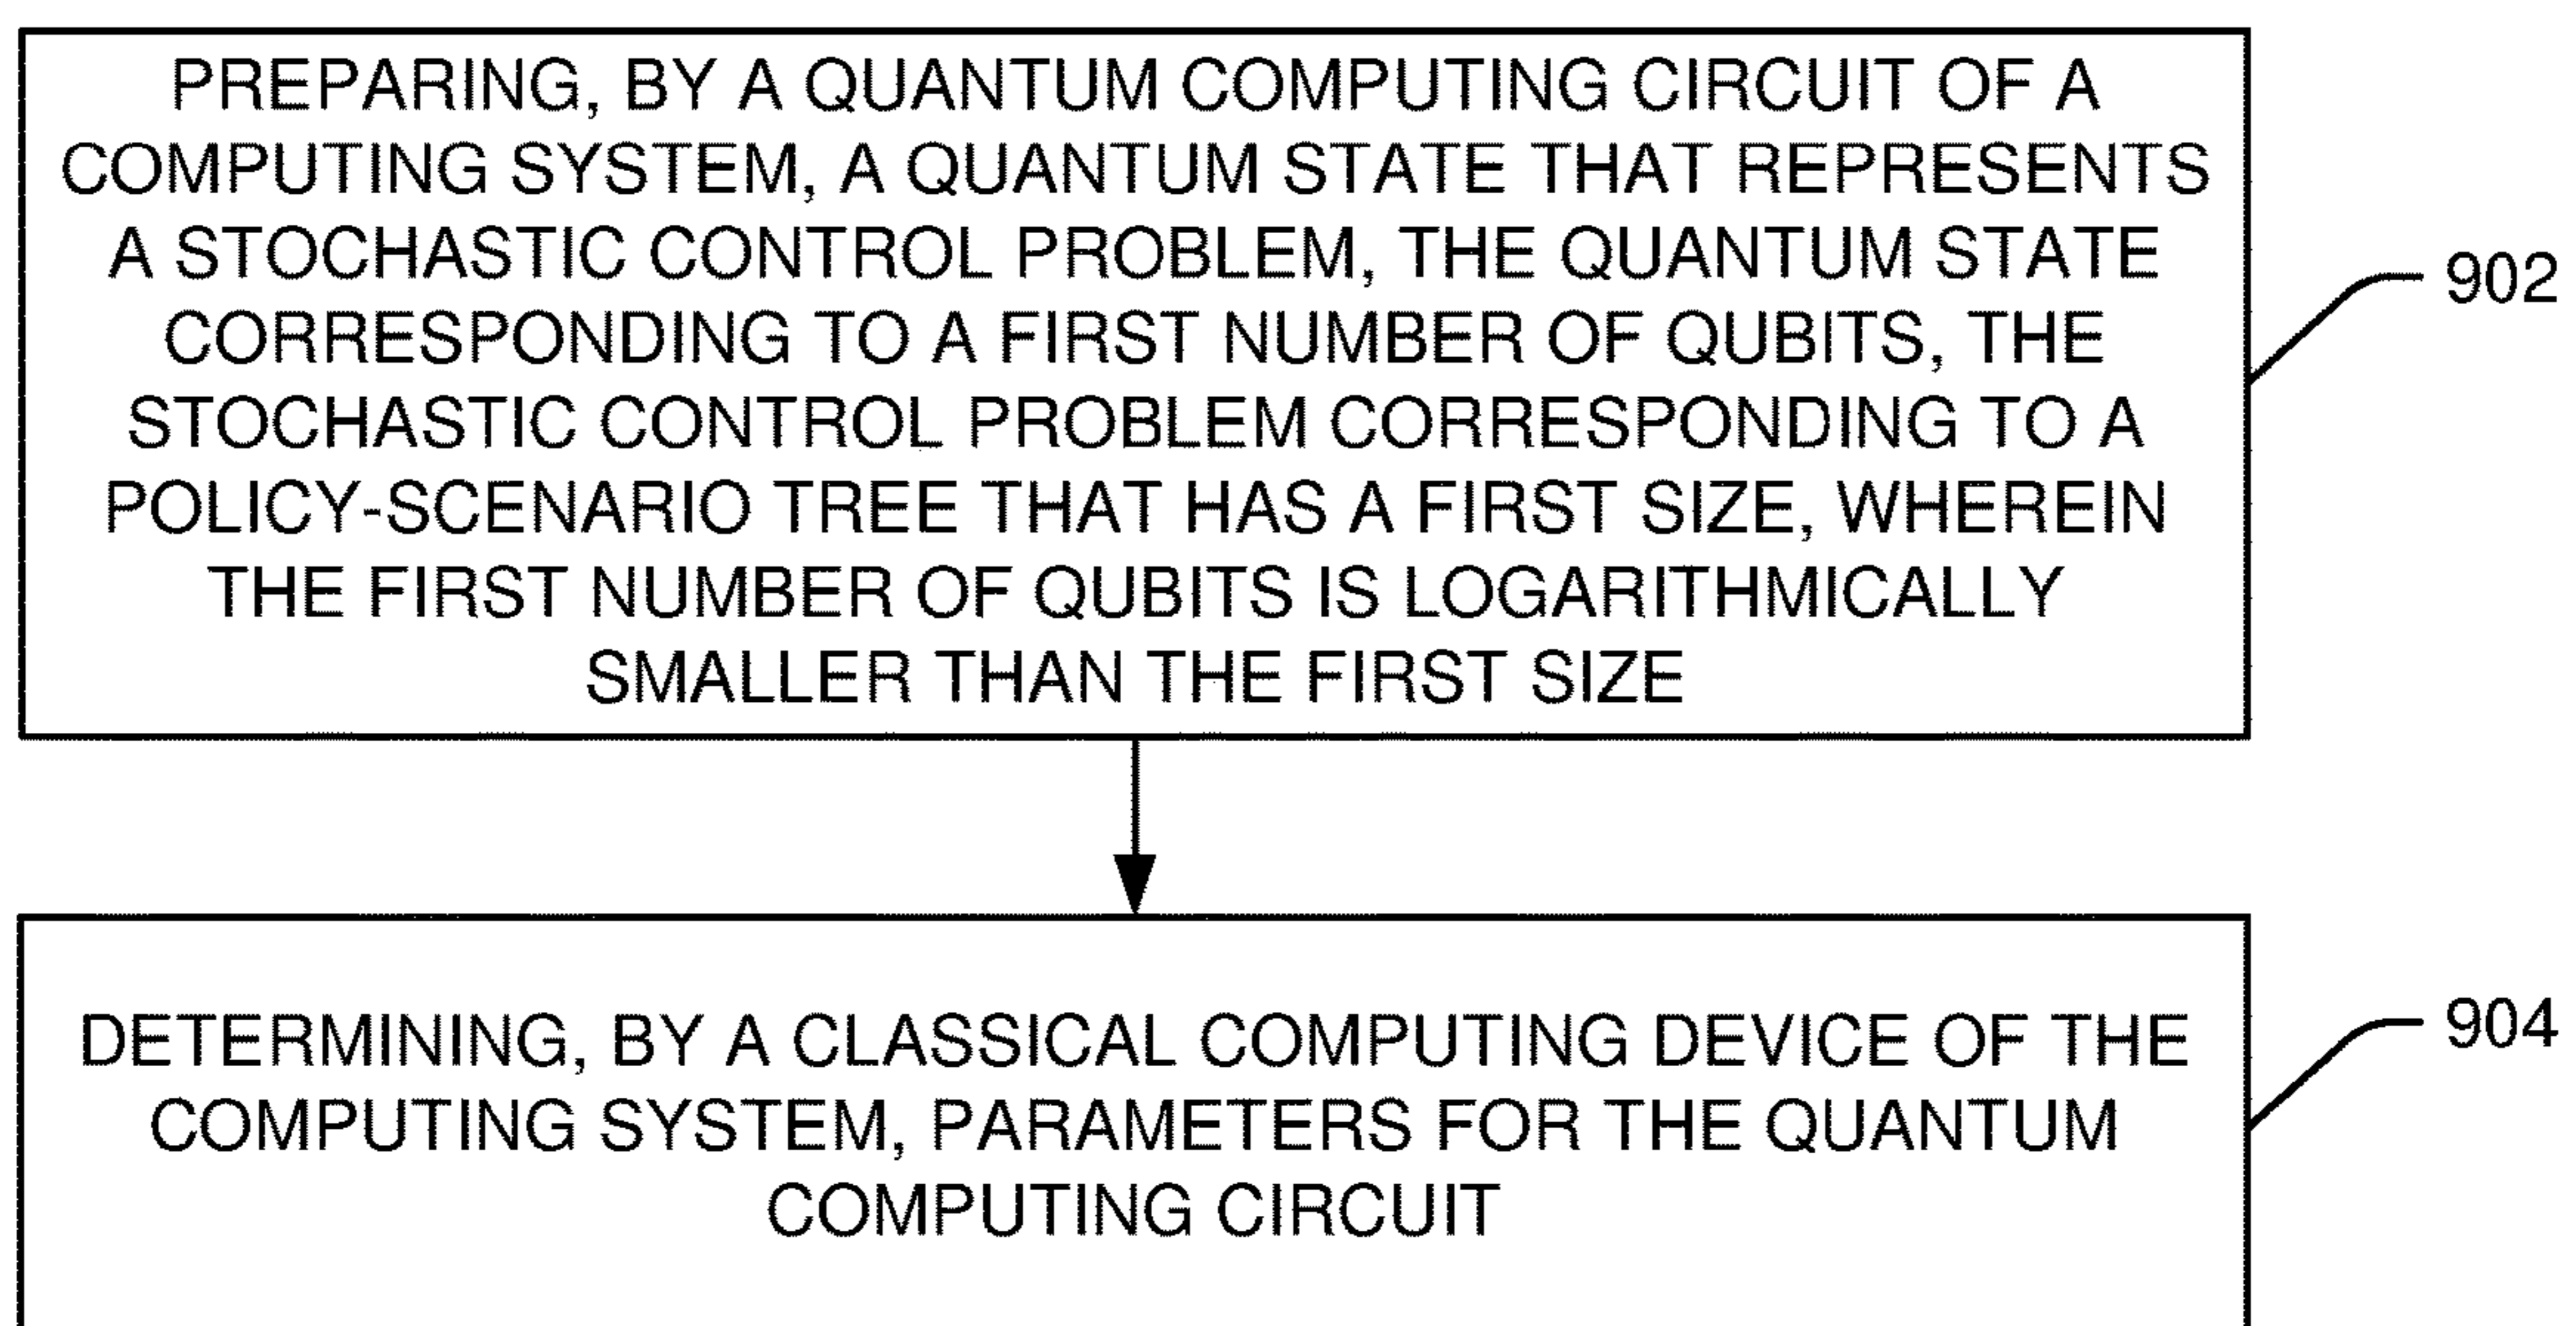 PREPARING, BY A QUANTUM COMPUTING CIRCUIT OF A
COMPUTING SYSTEM, A QUANTUM STATE THAT REPRESENTS
A STOCHASTIC CONTROL PROBLEM, THE QUANTUM STATE
CORRESPONDING TO A FIRST NUMBER OF QUBITS, THE
STOCHASTIC CONTROL PROBLEM CORRESPONDING TO A
POLICY-SCENARIO TREE THAT HAS A FIRST SIZE, WHEREIN
THE FIRST NUMBER OF QUBITS IS LOGARITHMICALLY
SMALLER THAN THE FIRST SIZE
902
DETERMINING, BY A CLASSICAL COMPUTING DEVICE OF THE
COMPUTING SYSTEM, PARAMETERS FOR THE QUANTUM
COMPUTING CIRCUIT
904